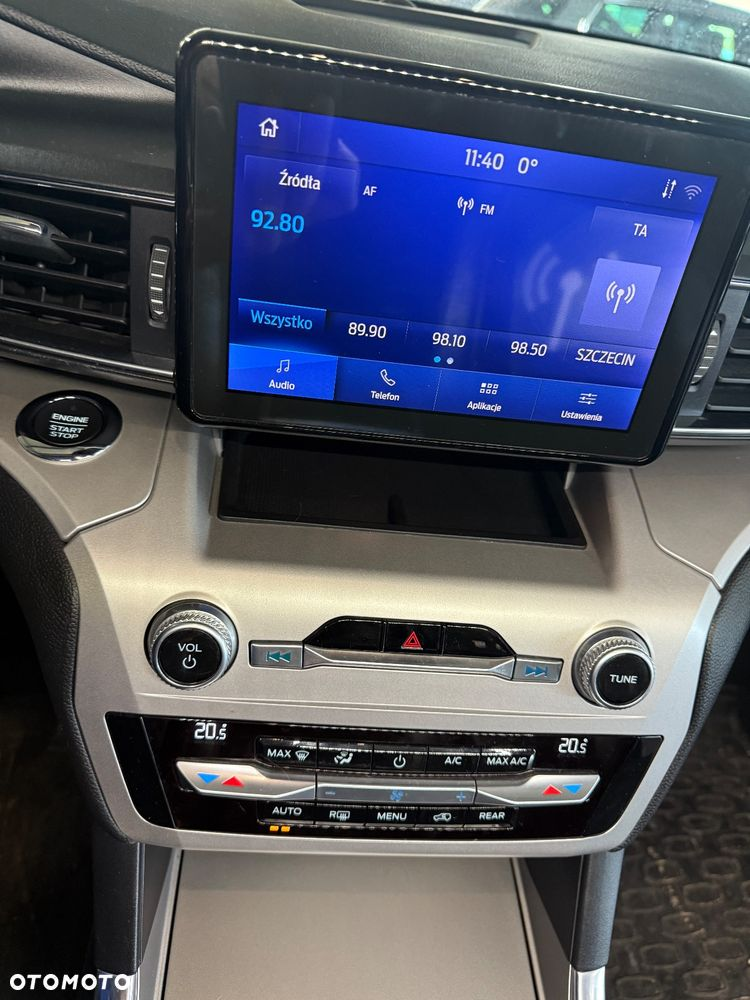 11:40 0°
Źródła
AF
FM
92.80
TA
Wszystko
89.90
98.10
98.50
SZCZECIN
Audio
Telefon
Aplikacje
Ustawienia
ENGINE
START
STOP
VOL
TUNE
20.5
20.5
MAX
A/C
MAX A/C
AUTO
R
MENU
REAR
OTOMOTO